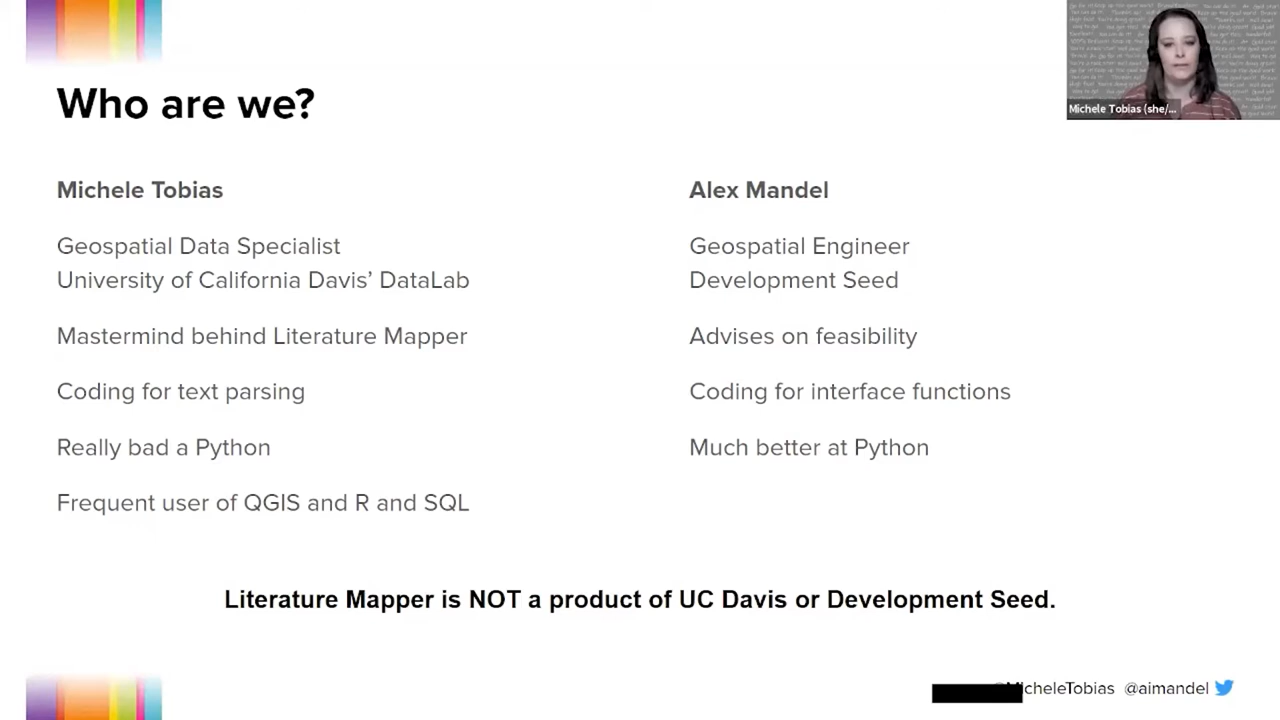 Michele Tobias (she/...
Who are we?
Michele Tobias
Geospatial Data Specialist
University of California Davis’ DataLab
Mastermind behind Literature Mapper
Coding for text parsing
Really bad a Python
Frequent user of QGIS and R and SQL
Alex Mandel
Geospatial Engineer
Development Seed
Advises on feasibility
Coding for interface functions
Much better at Python
Literature Mapper is NOT a product of UC Davis or Development Seed.
@MicheleTobias @aimandel